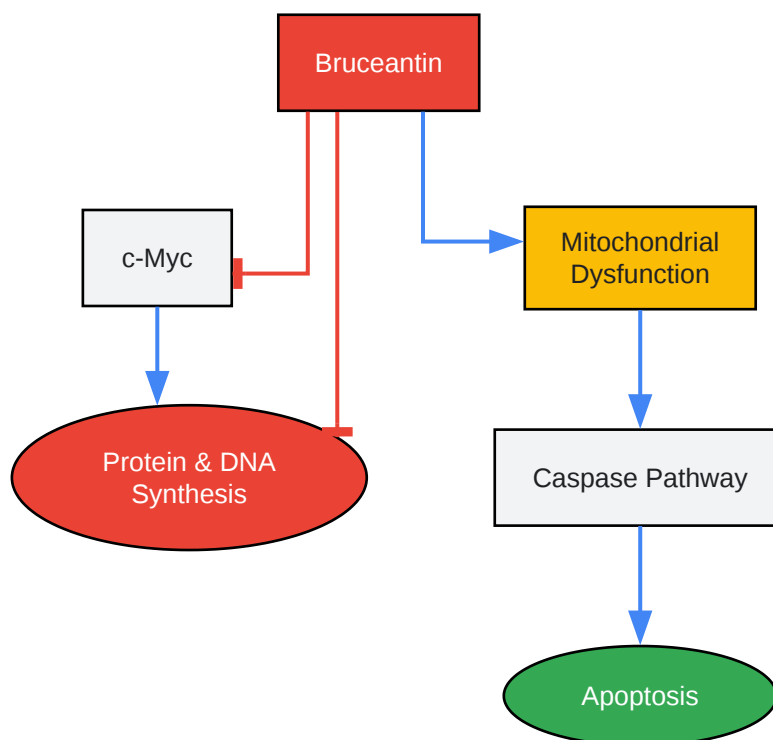 Bruceantin
c-Myc
Mitochondrial
Dysfunction
Protein & DNA
Synthesis
Caspase Pathway
Apoptosis